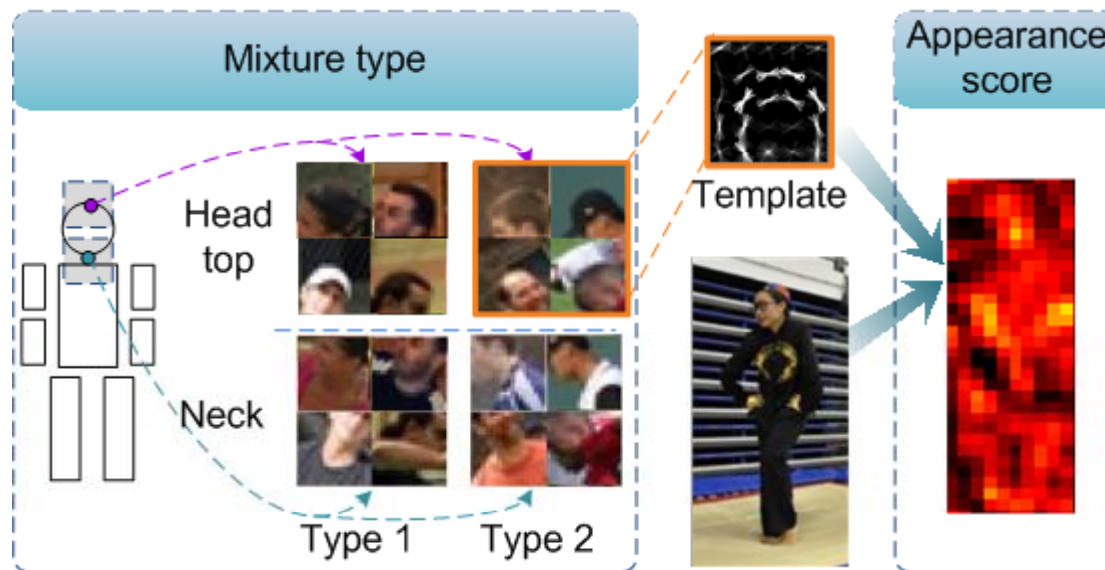 Mixture type
Appearance
score
Head
top
Template
Neck
Type 1
Type 2